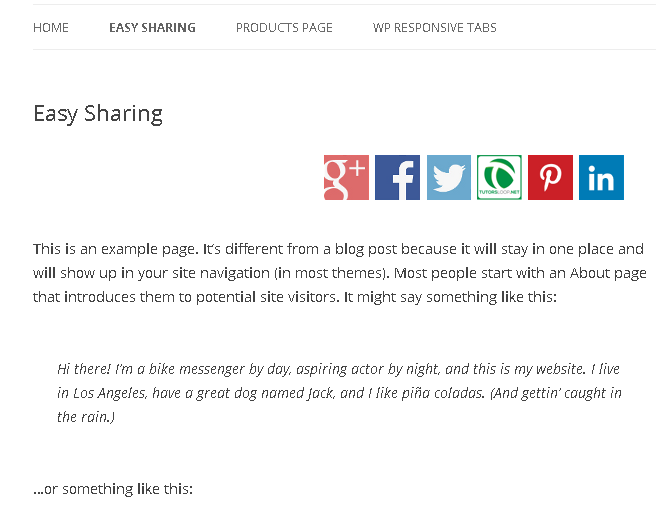 HOME EASY SHARING PRODUCTS PAGE WP RESPONSIVE TABS
Easy Sharing
g+ f TUTORSLOOP.NET p in
This is an example page. It's different from a blog post because it will stay in one place and
will show up in your site navigation (in most themes). Most people start with an About page
that introduces them to potential site visitors. It might say something like this:
Hi there! I'm a bike messenger by day, aspiring actor by night, and this is my website. I live
in Los Angeles, have a great dog named Jack, and I like piña coladas. (And gettin' caught in
the rain.)
...or something like this: